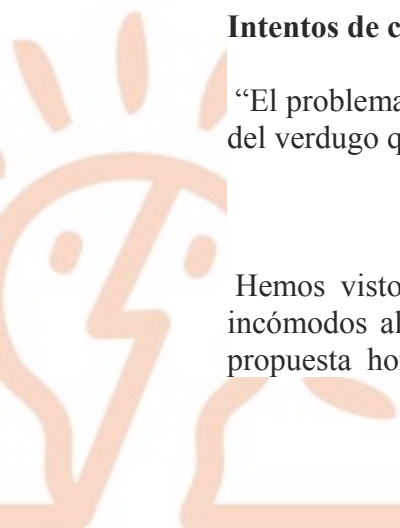 Intentos de c
“El problema
del verdugo q
Hemos visto
incómodos al
propuesta ho